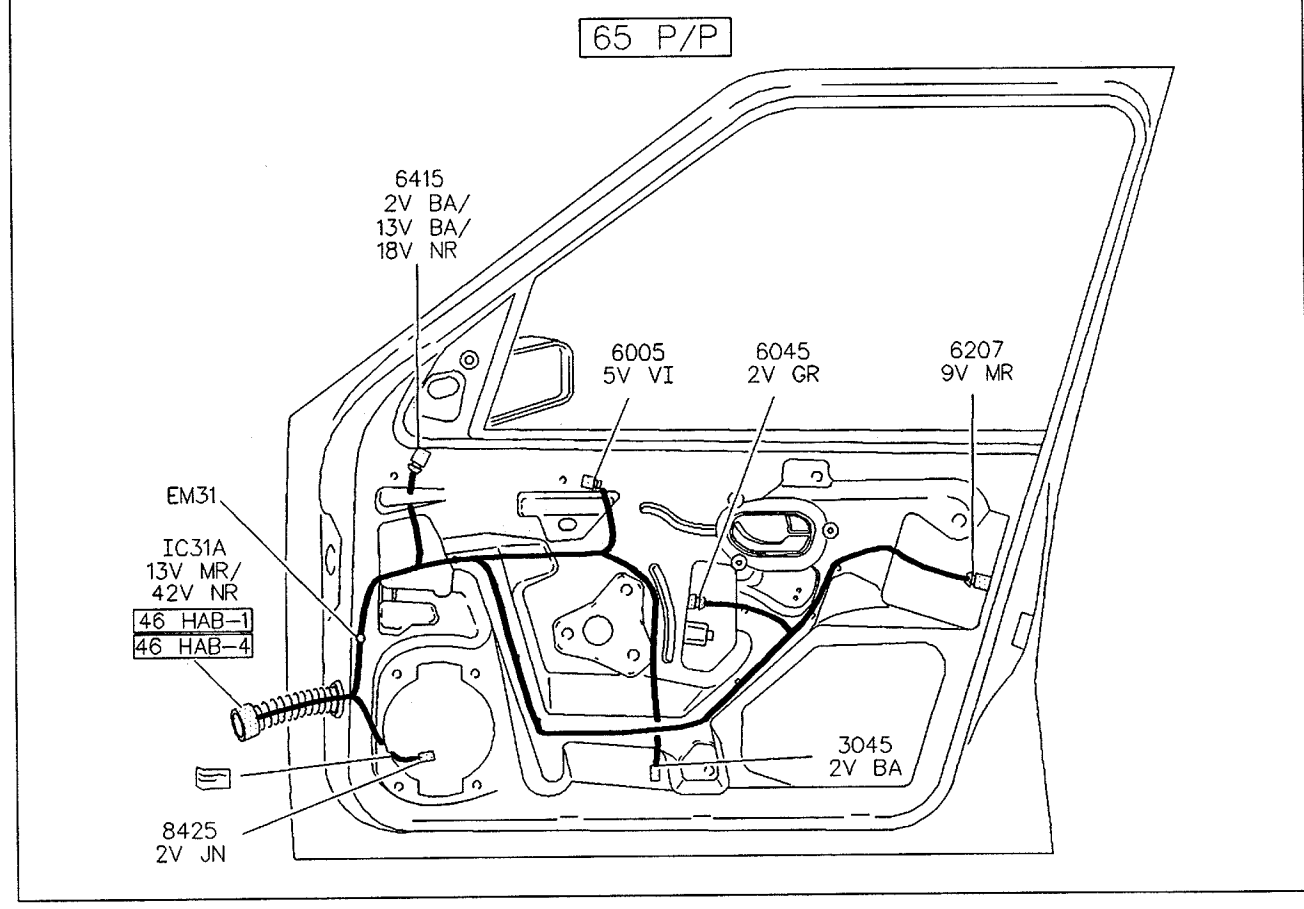 65 P/P
6415
2V BA/
13V BA/
18V NR
6005
5V VI
6045
2V GR
6207
9V MR
EM31
IC31A
13V MR/
42V NR
46 HAB-1
46 HAB-4
3045
2V BA
8425
2V JN